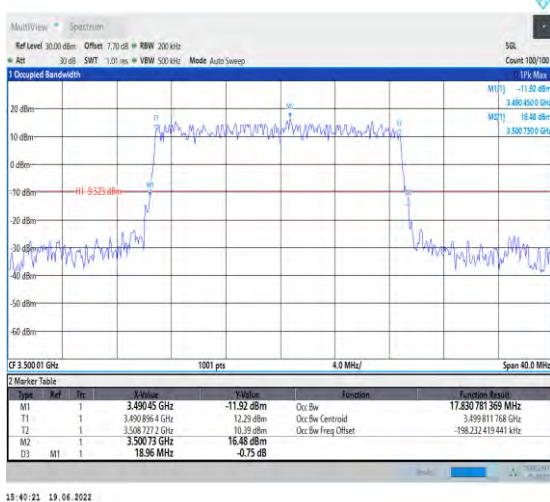 MultiView Spectrum
Ref Level 30.00 dBm Offset 7.70 dB RBW 200 kHz SGL
Att 30 dB SWT 1.01 ms VBW 500 kHz Mode Auto Sweep Count 100/100
1 Occupied Bandwidth 1Pk Max
M1[1] -11.92 dBm
3.490 450 0 GHz
M2[1] 16.48 dBm
3.500 730 0 GHz
20 dBm
10 dBm
0 dBm
-10 dBm
H1 -9.523 dBm
-20 dBm
-30 dBm
-40 dBm
-50 dBm
-60 dBm
T1
M2
T2
M1
CF 3.500 01 GHz 1001 pts 4.0 MHz/ Span 40.0 MHz
2 Marker Table
Type Ref Trc X-Value Y-Value Function Function Result
M1 1 3.490 45 GHz -11.92 dBm Occ Bw 17.830 781 369 MHz
T1 1 3.490 896 4 GHz 12.29 dBm Occ Bw Centroid 3.499 811 768 GHz
T2 1 3.508 727 2 GHz 10.39 dBm Occ Bw Freq Offset -198.232 419 441 kHz
M2 1 3.500 73 GHz 16.48 dBm
D3 M1 1 18.96 MHz -0.75 dB
15:40:21 19.06.2022